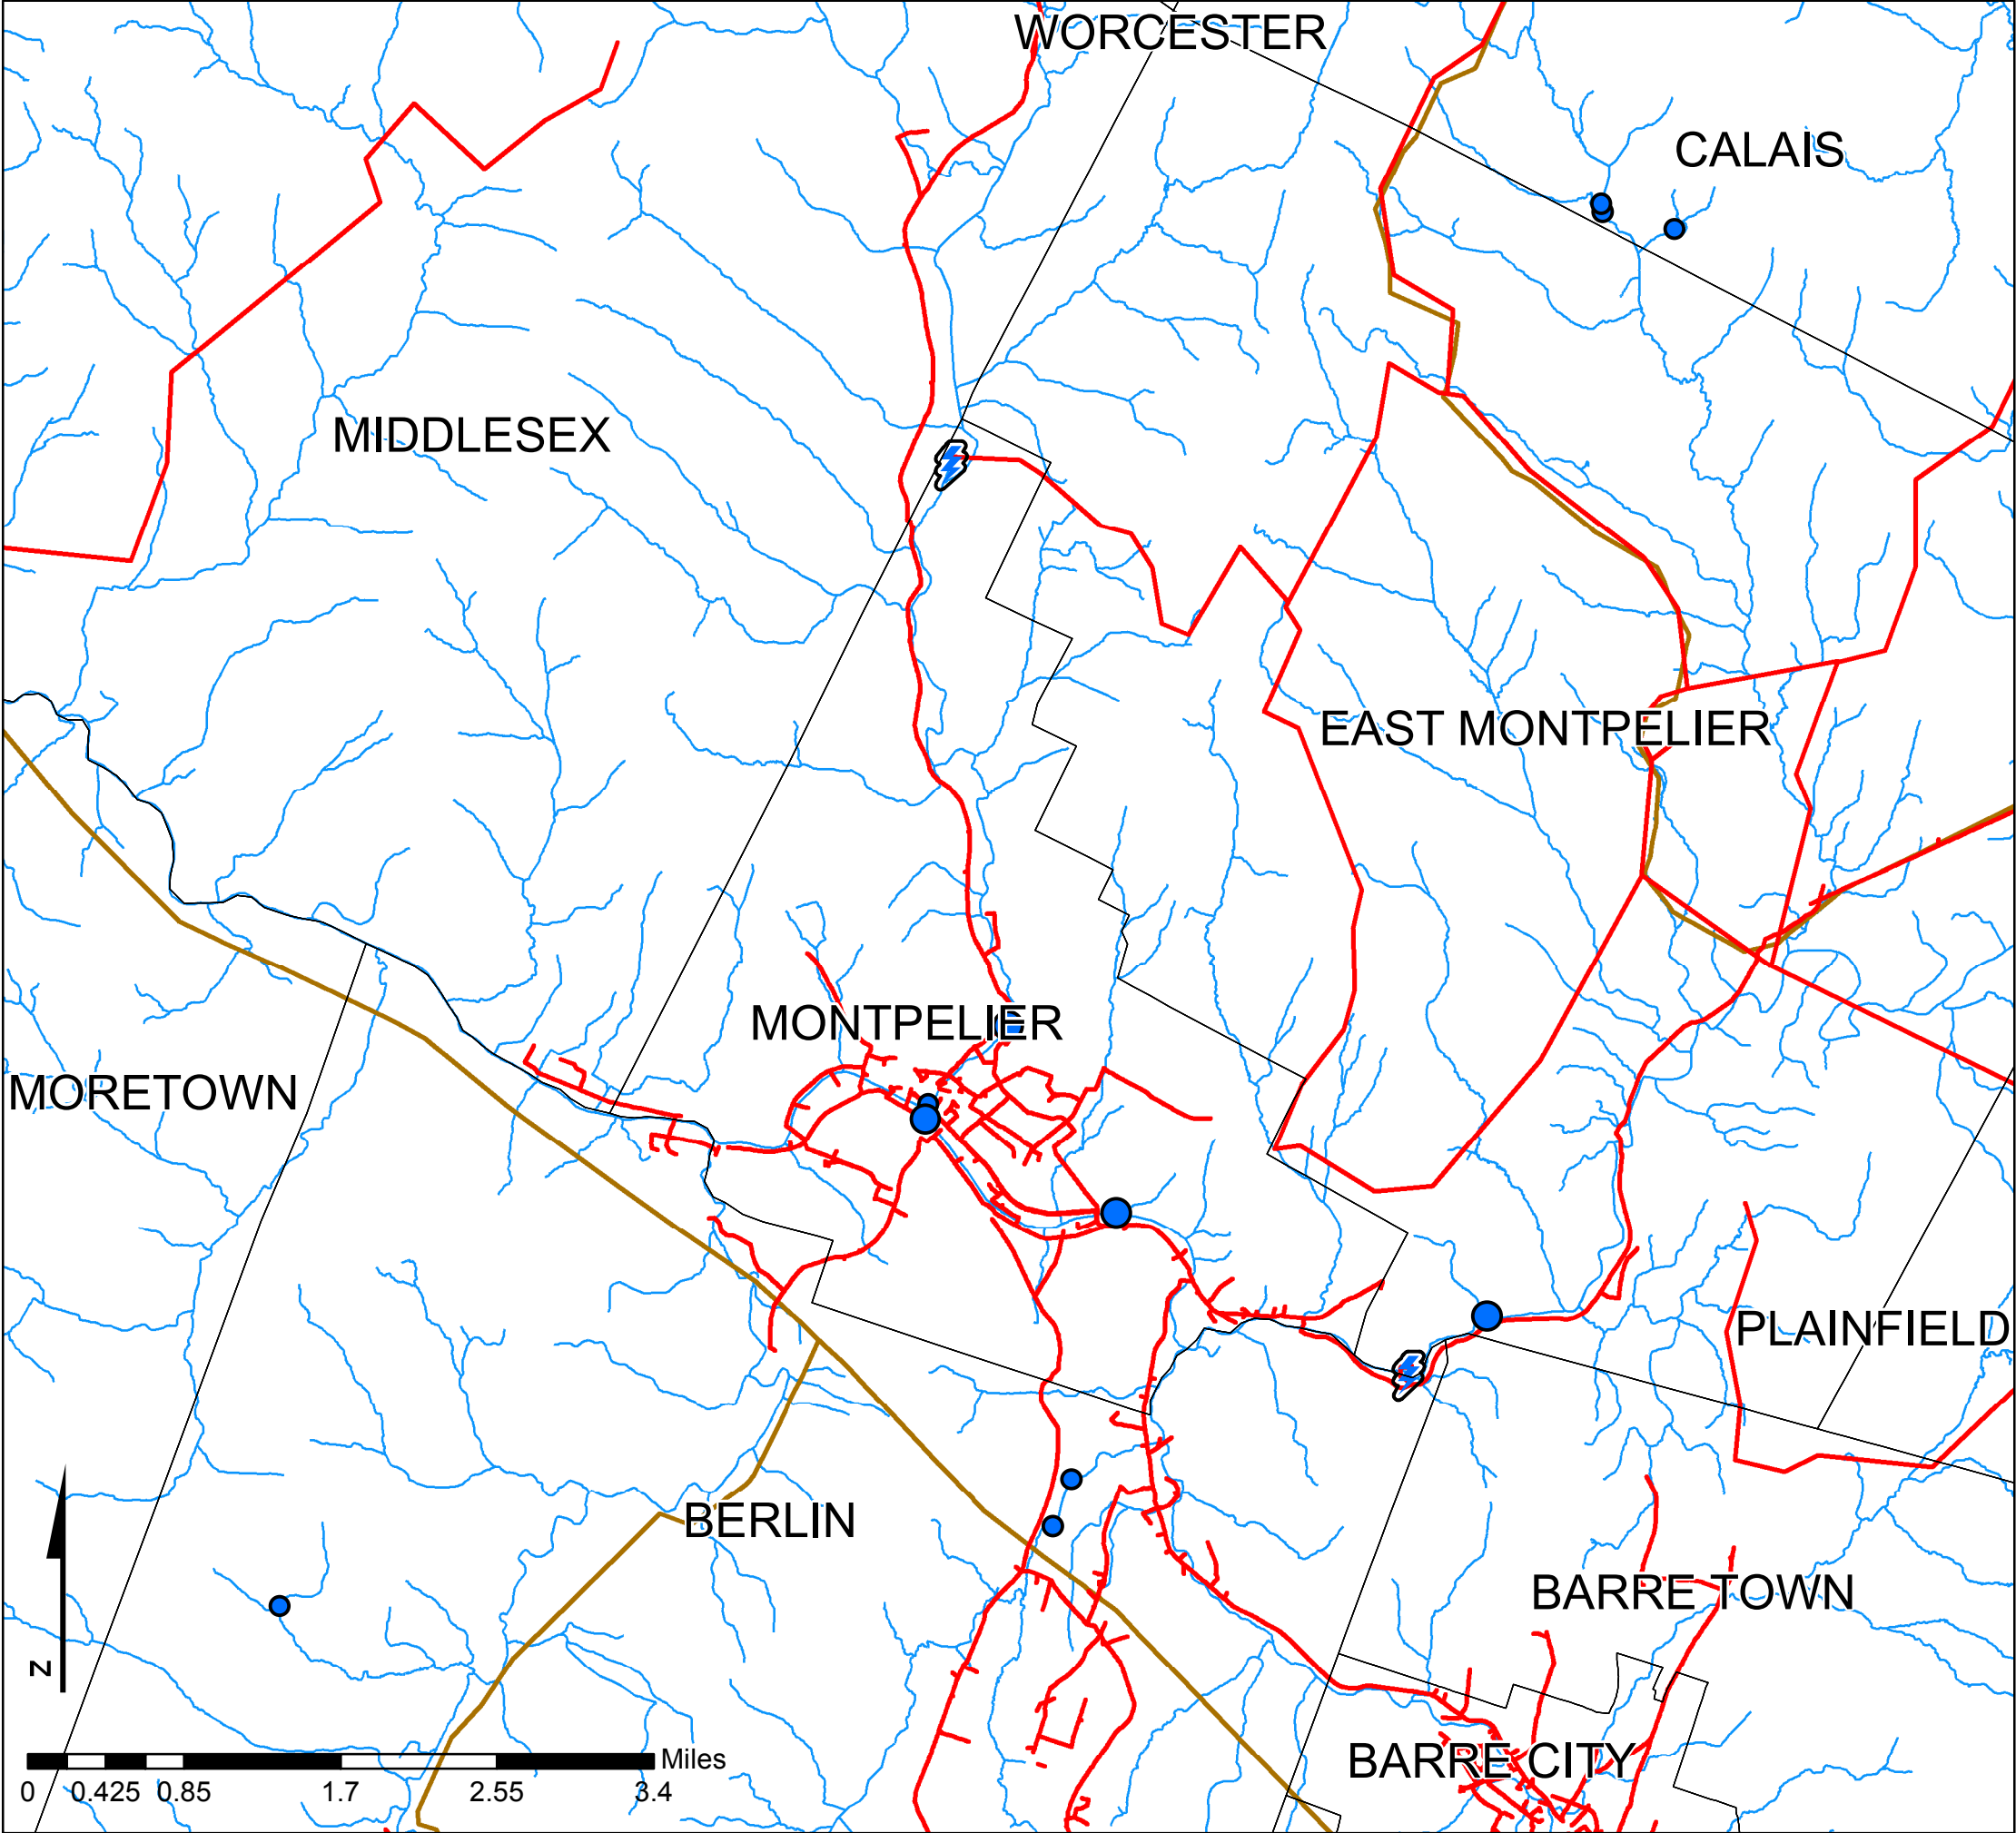 WORCESTER
CALAIS
MIDDLESEX
EAST MONTPELIER
MONTPELIER
MORETOWN
PLAINFIELD
BERLIN
BARRE TOWN
N
BARRE CITY
Miles
0 0.425 0.85 1.7 2.55 3.4